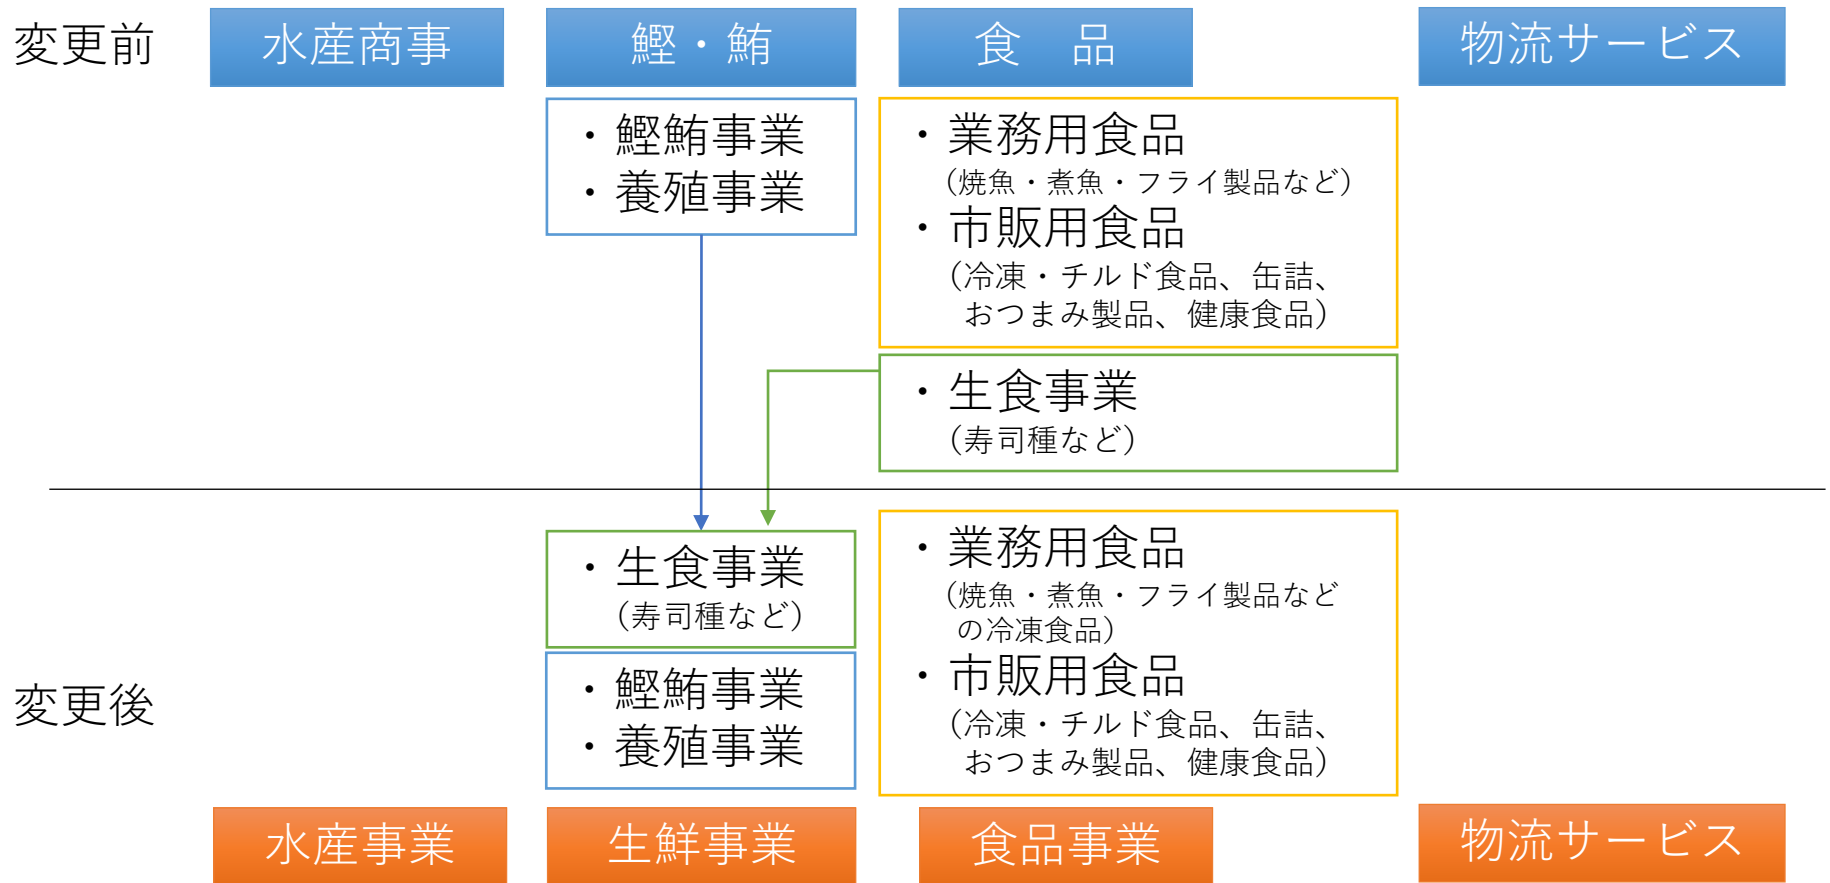 変更前
水産商事
鰹・鮪
食　品
物流サービス
・鰹鮪事業
・養殖事業
・業務用食品
（焼魚・煮魚・フライ製品など）
・市販用食品
（冷凍・チルド食品、缶詰、
おつまみ製品、健康食品）
・生食事業
（寿司種など）
変更後
・生食事業
（寿司種など）
・鰹鮪事業
・養殖事業
・業務用食品
（焼魚・煮魚・フライ製品など
の冷凍食品）
・市販用食品
（冷凍・チルド食品、缶詰、
おつまみ製品、健康食品）
水産事業
生鮮事業
食品事業
物流サービス